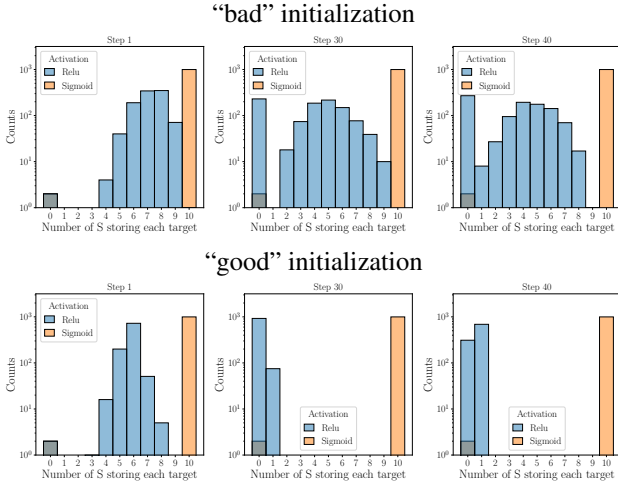 “bad” initialization
Step 1
Step 30
Step 40
Activation
Relu
Sigmoid
Activation
Relu
Sigmoid
Activation
Relu
Sigmoid
Counts
10³
10²
10¹
10⁰
Counts
10³
10²
10¹
10⁰
Counts
10³
10²
10¹
10⁰
0 1 2 3 4 5 6 7 8 9 10
0 1 2 3 4 5 6 7 8 9 10
0 1 2 3 4 5 6 7 8 9 10
Number of S storing each target
Number of S storing each target
Number of S storing each target
“good” initialization
Step 1
Step 30
Step 40
Activation
Relu
Sigmoid
Counts
10³
10²
10¹
10⁰
Counts
10³
10²
10¹
10⁰
Counts
10³
10²
10¹
10⁰
Activation
Relu
Sigmoid
Activation
Relu
Sigmoid
0 1 2 3 4 5 6 7 8 9 10
0 1 2 3 4 5 6 7 8 9 10
0 1 2 3 4 5 6 7 8 9 10
Number of S storing each target
Number of S storing each target
Number of S storing each target